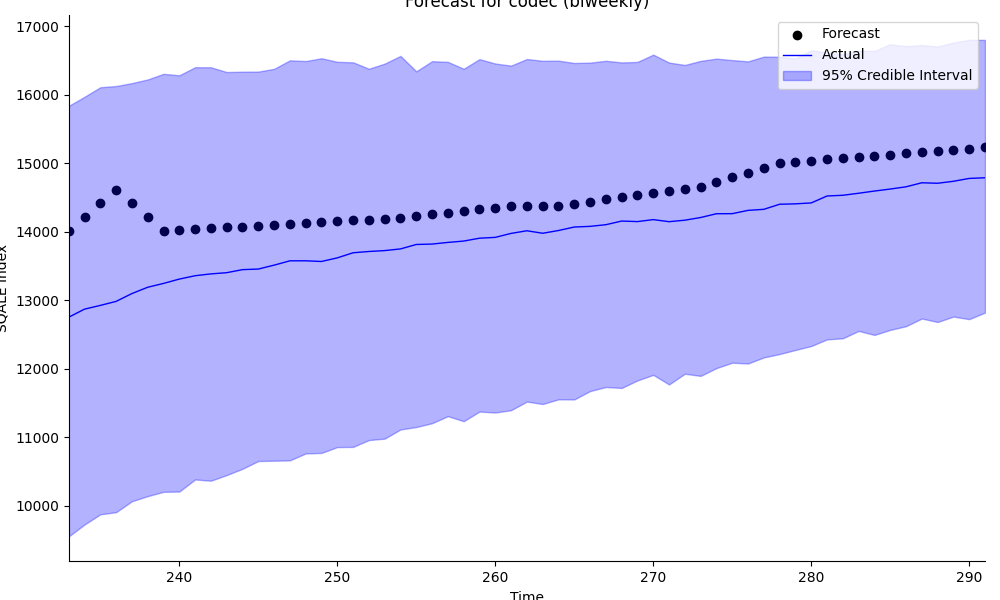 Forecast for codec (biweekly)
17000
16000
15000
14000
13000
12000
11000
10000
SQALE Index
Forecast
Actual
95% Credible Interval
240
250
260
270
280
290
Time